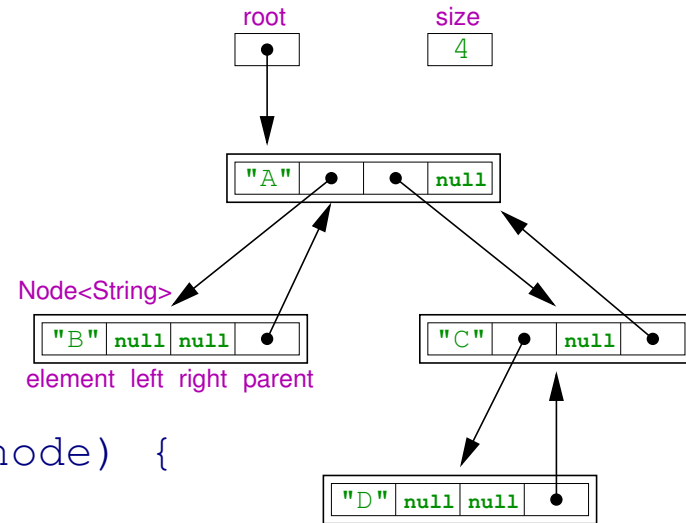 root size
4
"A" null
Node<String>
"B" null null "C" null
element left right parent
node) {
"D" null null